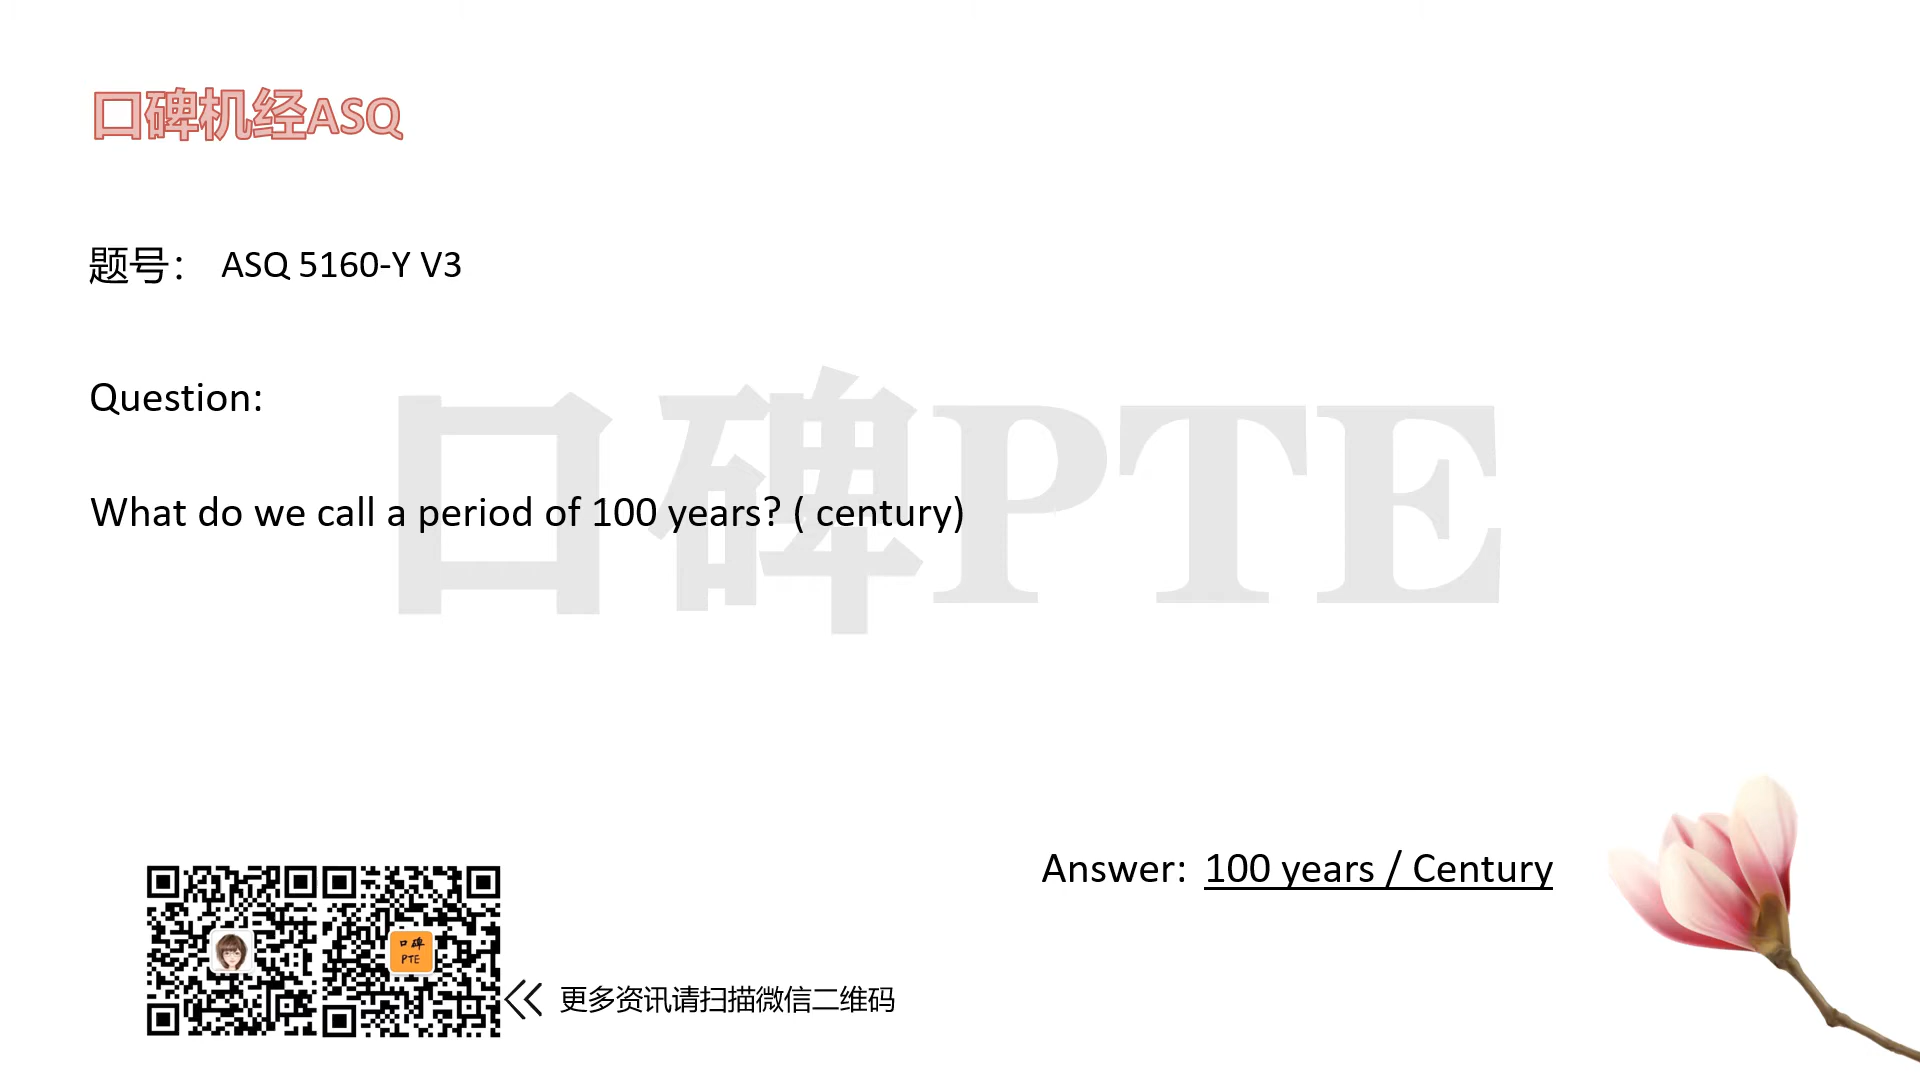 口碑机经ASQ
题号： ASQ 5160-Y V3
Question:
口碑PTE
What do we call a period of 100 years? ( century)
Answer: 100 years / Century
口碑
PTE
更多资讯请扫描微信二维码